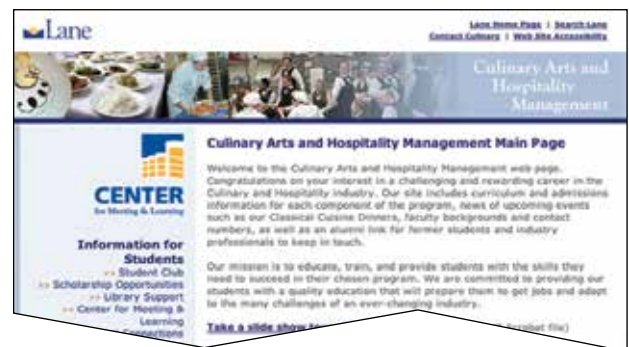 Lane
Lane Home Page | Search Lane
Contact Culinary | Web Site Accessibility
Culinary Arts and
Hospitality
Management
CENTER
for Meeting & Learning
Information for
Students
>> Student Club
>> Scholarship Opportunities
>> Library Support
>> Center for Meeting &
Learning
Connections
Culinary Arts and Hospitality Management Main Page
Welcome to the Culinary Arts and Hospitality Management web page.
Congratulations on your interest in a challenging and rewarding career in the
Culinary and Hospitality industry. Our site includes curriculum and admissions
information for each component of the program, news of upcoming events
such as our Classical Cuisine Dinners, faculty backgrounds and contact
numbers, as well as an alumni link for former students and industry
professionals to keep in touch.
Our mission is to educate, train, and provide students with the skills they
need to succeed in their chosen program. We are committed to providing our
students with a quality education that will prepare them to get jobs and adapt
to the many challenges of an ever-changing industry.
Take a slide show Acrobat file)